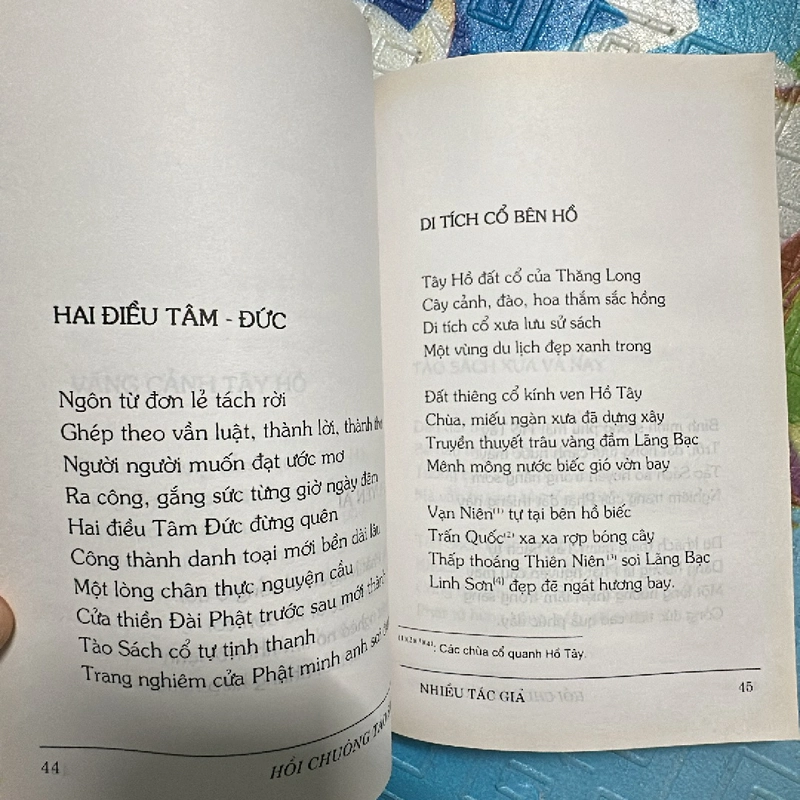 HAI ĐIỀU TÂM - ĐỨC
Ngôn từ đơn lẻ tách rời
Ghép theo vần luật, thành lời, thành thơ
Người người muốn đạt ước mơ
Ra công, gắng sức từng giờ ngày đêm
Hai điều Tâm Đức đừng quên
Công thành danh toại mới bền dài lâu
Một lòng chân thực nguyện cầu
Cửa thiền Đài Phật trước sau mới thành
Tào Sách cổ tự tịnh thanh
Trang nghiêm cửa Phật minh anh soi
44
HỒI CHUÔNG TÀO
DI TÍCH CỔ BÊN HỒ
Tây Hồ đất cổ của Thăng Long
Cây cảnh, đào, hoa thắm sắc hồng
Di tích cổ xưa lưu sử sách
Một vùng du lịch đẹp xanh trong
Đất thiêng cổ kính ven Hồ Tây
Chùa, miếu ngàn xưa đã dựng xây
Truyền thuyết trâu vàng đầm Lãng Bạc
Mênh mông nước biếc gió vờn bay
Vạn Niên⁽¹⁾ tự tại bên hồ biếc
Trấn Quốc⁽²⁾ xa xa rợp bóng cây
Thấp thoáng Thiên Niên⁽³⁾ soi Lãng Bạc
Linh Sơn⁽⁴⁾ đẹp đẽ ngát hương bay.
⁽¹⁾⁽²⁾⁽³⁾⁽⁴⁾: Các chùa cổ quanh Hồ Tây.
NHIỀU TÁC GIẢ
45